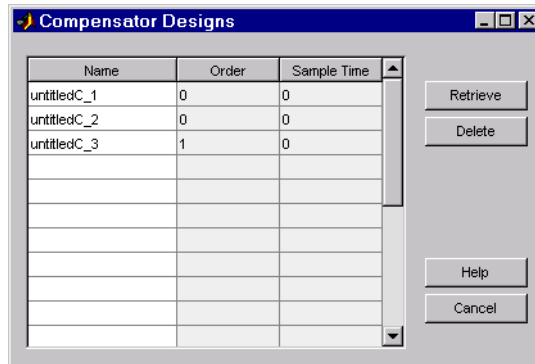 Compensator Designs
Name Order Sample Time
untitledC_1 0 0
untitledC_2 0 0
untitledC_3 1 0
Retrieve
Delete
Help
Cancel